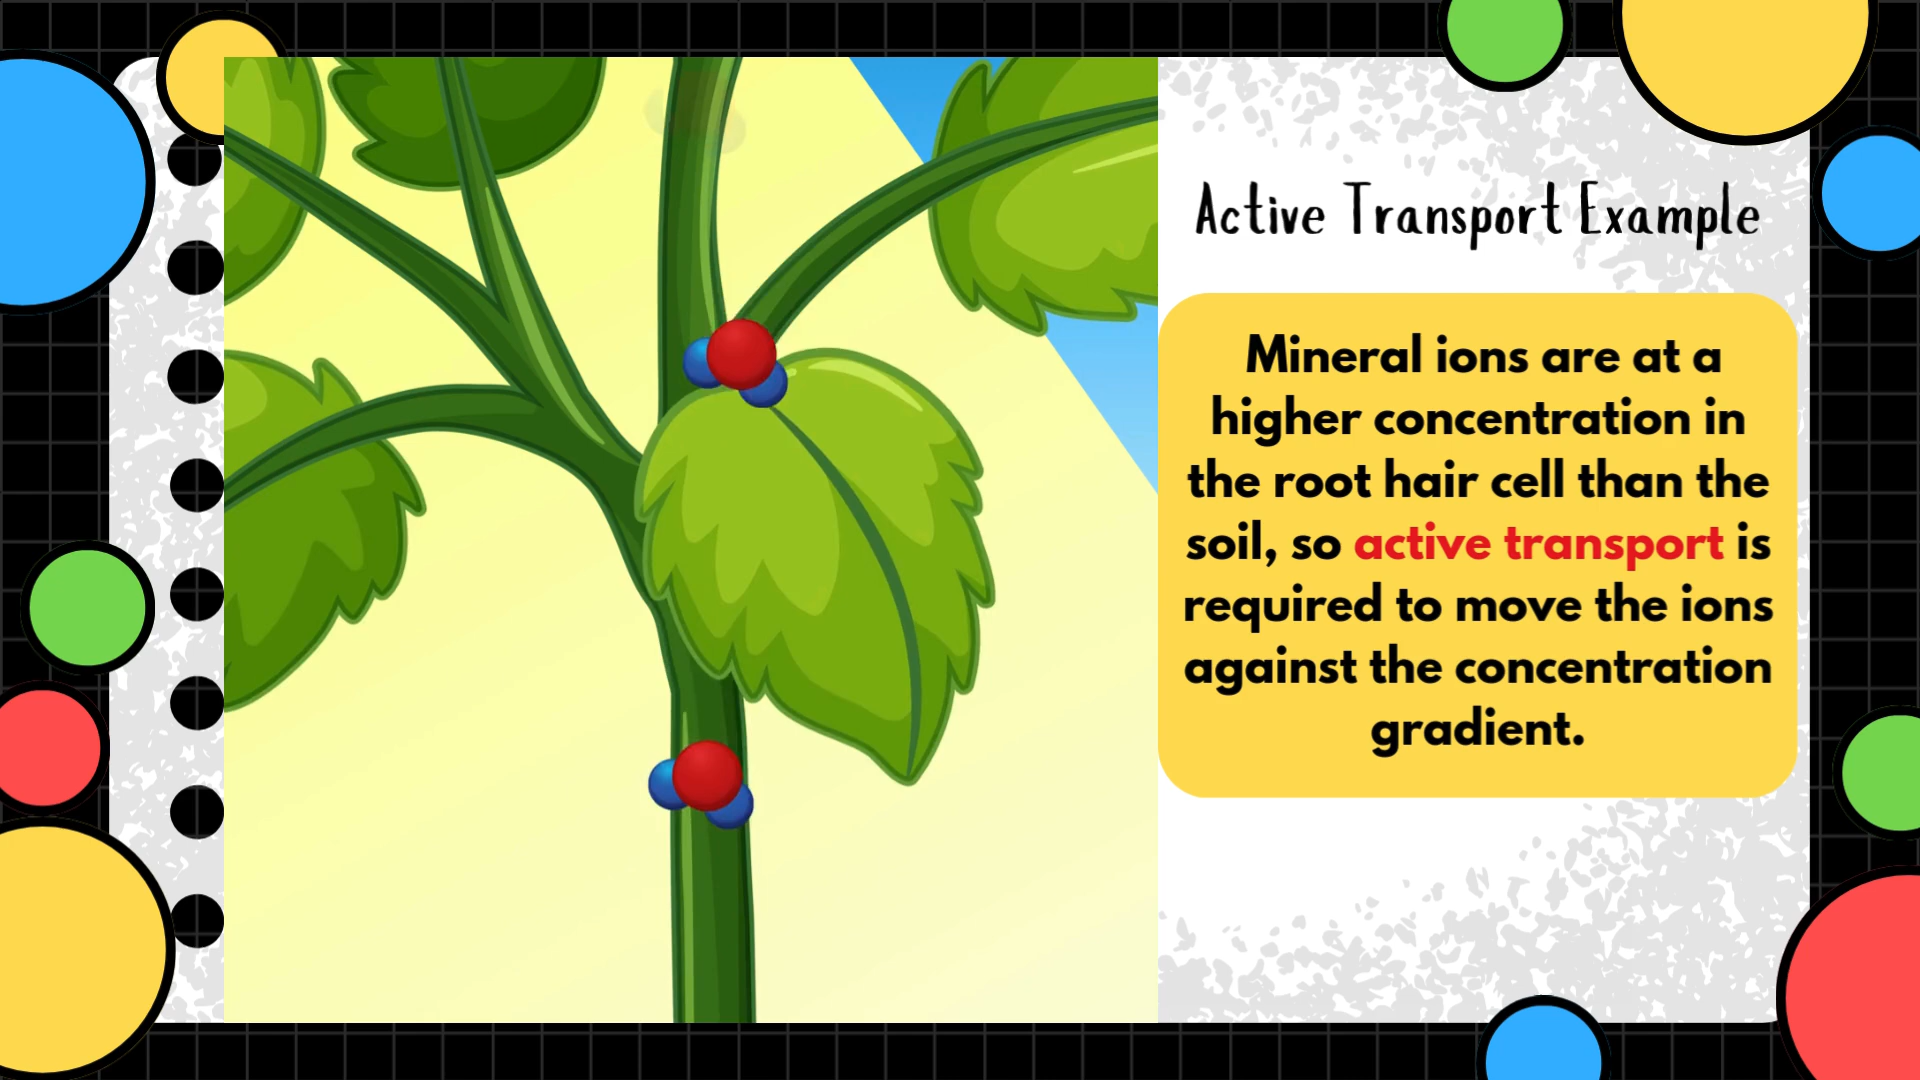 Active Transport Example
Mineral ions are at a
higher concentration in
the root hair cell than the
soil, so active transport is
required to move the ions
against the concentration
gradient.